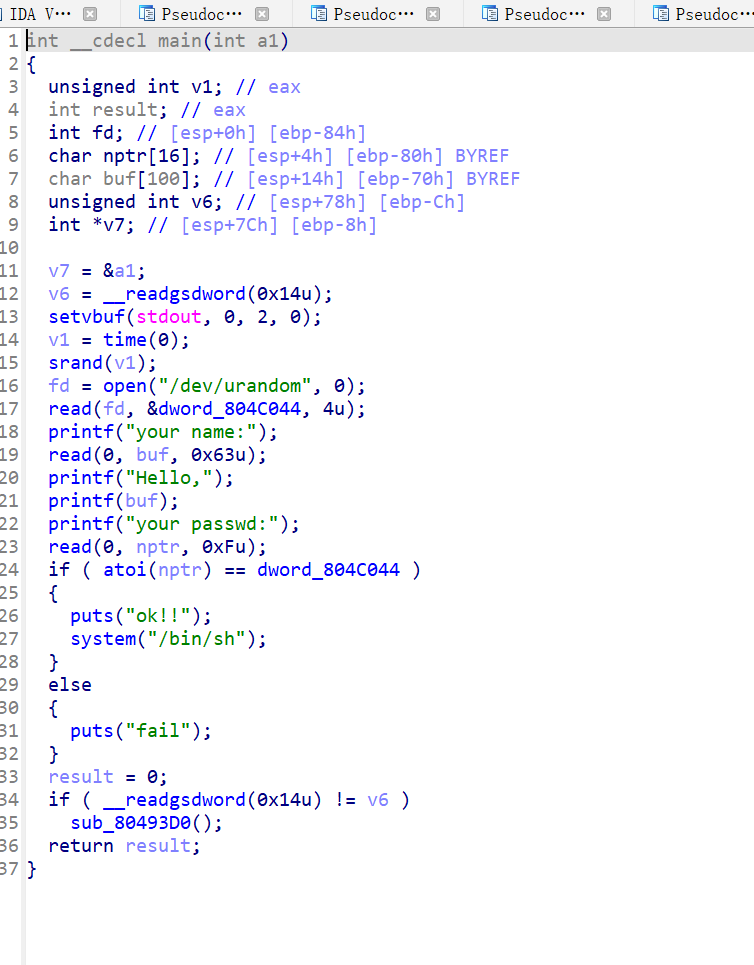 IDA V··· Pseudoc··· Pseudoc··· Pseudoc··· Pseudoc···
1 int __cdecl main(int a1)
2 {
3   unsigned int v1; // eax
4   int result; // eax
5   int fd; // [esp+0h] [ebp-84h]
6   char nptr[16]; // [esp+4h] [ebp-80h] BYREF
7   char buf[100]; // [esp+14h] [ebp-70h] BYREF
8   unsigned int v6; // [esp+78h] [ebp-Ch]
9   int *v7; // [esp+7Ch] [ebp-8h]
10
11   v7 = &a1;
12   v6 = __readgsdword(0x14u);
13   setvbuf(stdout, 0, 2, 0);
14   v1 = time(0);
15   srand(v1);
16   fd = open("/dev/urandom", 0);
17   read(fd, &dword_804C044, 4u);
18   printf("your name:");
19   read(0, buf, 0x63u);
20   printf("Hello,");
21   printf(buf);
22   printf("your passwd:");
23   read(0, nptr, 0xFu);
24   if ( atoi(nptr) == dword_804C044 )
25   {
26     puts("ok!!");
27     system("/bin/sh");
28   }
29   else
30   {
31     puts("fail");
32   }
33   result = 0;
34   if ( __readgsdword(0x14u) != v6 )
35     sub_80493D0();
36   return result;
37 }